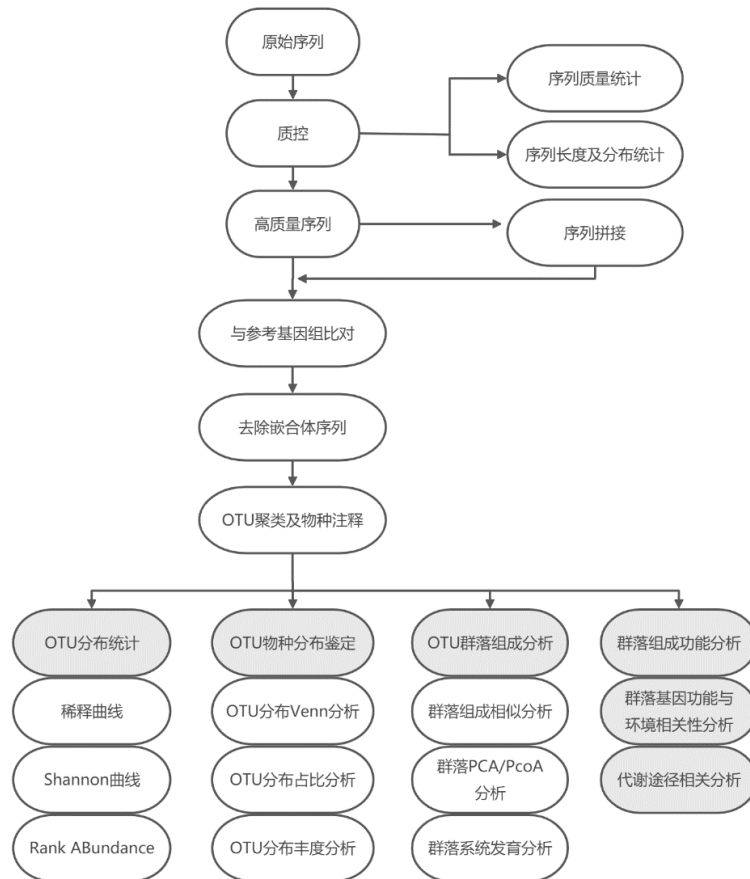 原始序列
序列质量统计
质控
序列长度及分布统计
高质量序列
序列拼接
与参考基因组比对
去除嵌合体序列
OTU聚类及物种注释
OTU分布统计
OTU物种分布鉴定
OTU群落组成分析
群落组成功能分析
稀释曲线
OTU分布Venn分析
群落组成相似分析
群落基因功能与
环境相关性分析
Shannon曲线
OTU分布占比分析
群落PCA/PcoA
分析
代谢途径相关分析
Rank ABundance
OTU分布丰度分析
群落系统发育分析